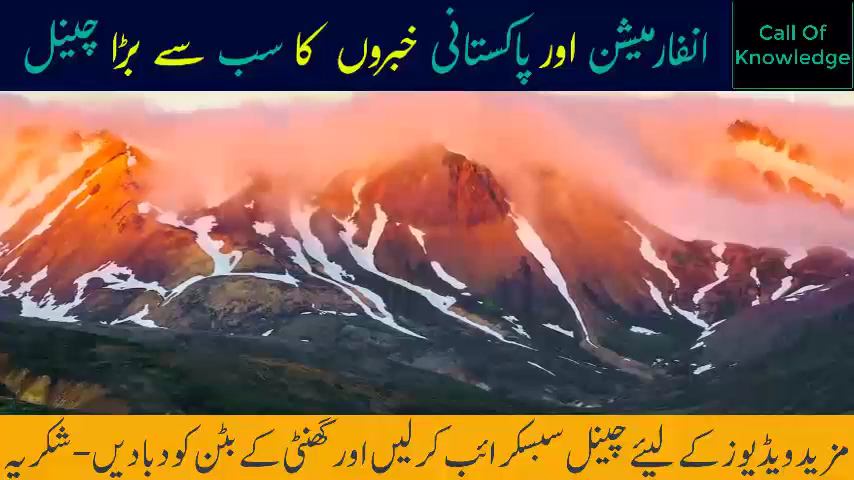 انفارمیشن اور پاکستانی خبروں کا سب سے بڑا چینل
Call Of
Knowledge
مزید ویڈیوز کے لیئے چینل سبسکرائب کرلیں اور گھنٹی کے بٹن کو دبادیں-شکریہ